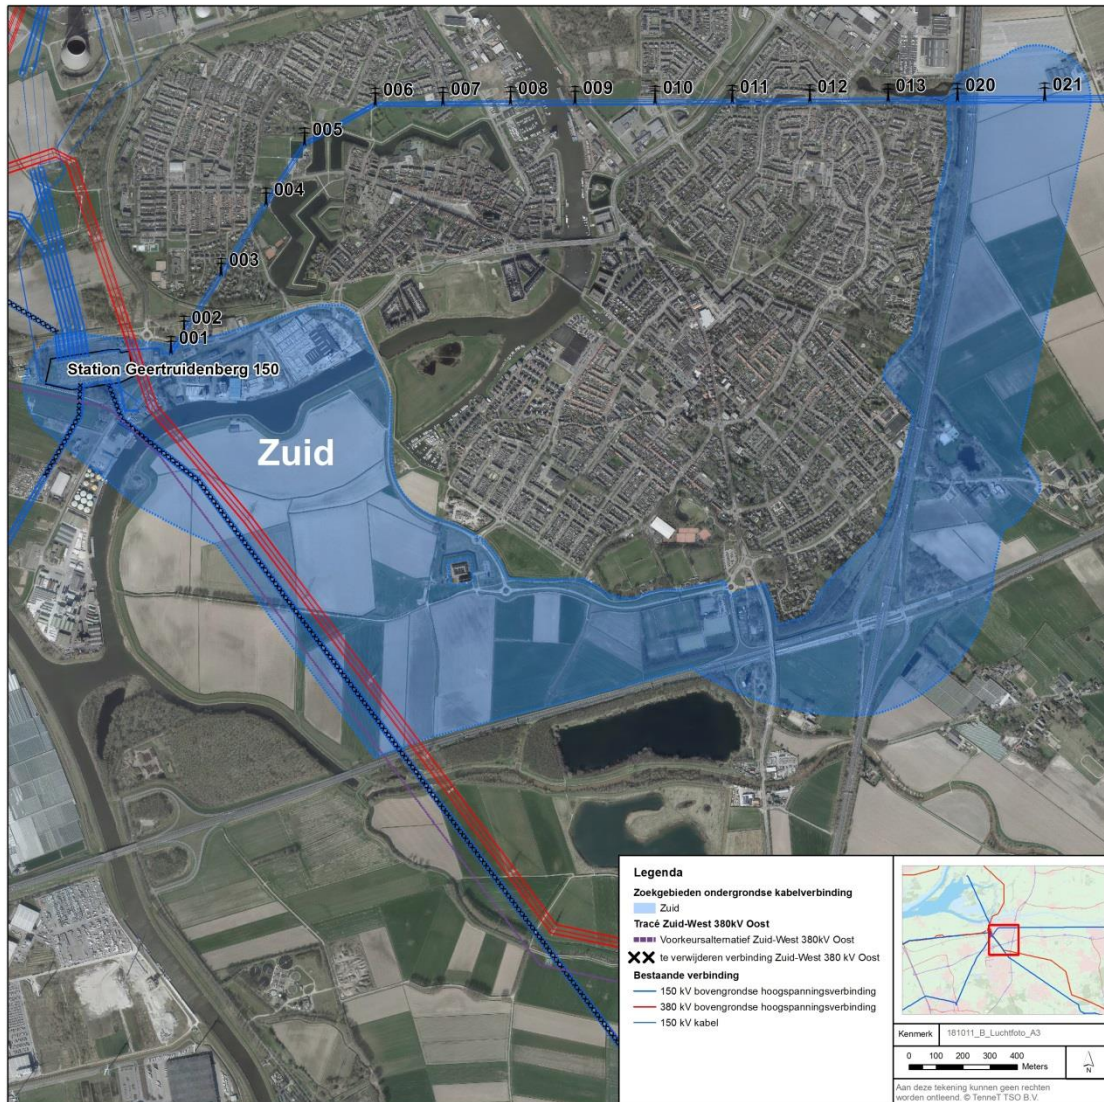 006
007
008
009
010
011
012
013
020
021
005
004
003
002
001
Station Geertruidenberg 150
Zuid
Legenda
Zoekgebieden ondergrondse kabelverbinding
Zuid
Tracé Zuid-West 380kV Oost
Voorkeursalternatief Zuid-West 380kV Oost
te verwijderen verbinding Zuid-West 380 kV Oost
Bestaande verbinding
150 kV bovengrondse hoogspanningsverbinding
380 kV bovengrondse hoogspanningsverbinding
150 kV kabel
Kenmerk 181011_B_Luchtfoto_A3
0 100 200 300 400
Meters
N
Aan deze tekening kunnen geen rechten
worden ontleend. © TenneT TSO B.V.